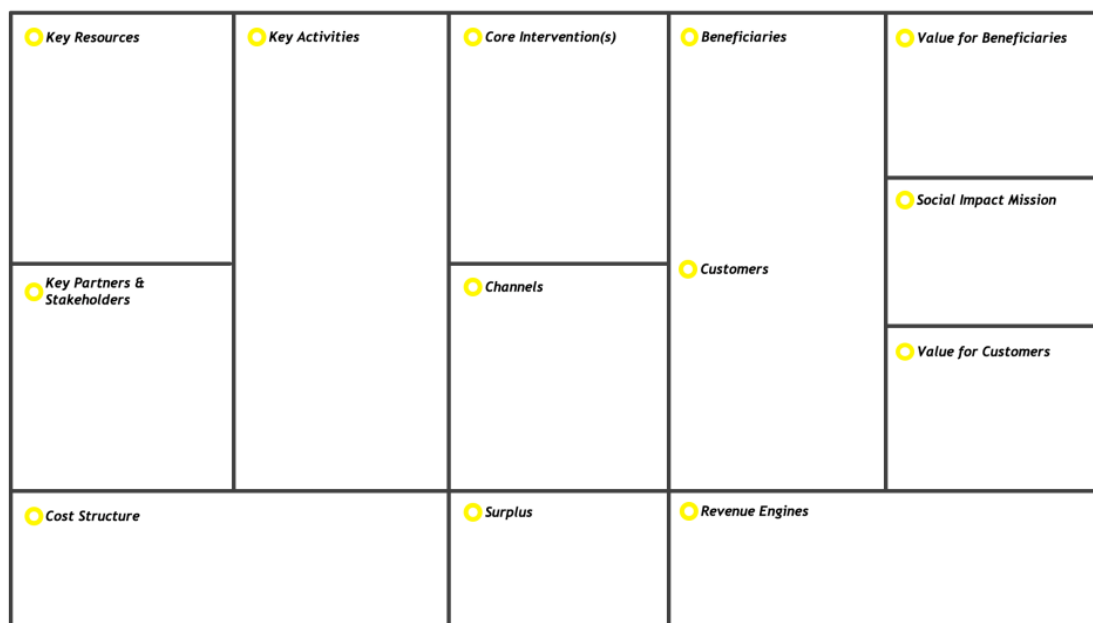 Key Resources
Key Activities
Core Intervention(s)
Beneficiaries
Value for Beneficiaries
Social Impact Mission
Key Partners &
Stakeholders
Channels
Customers
Value for Customers
Cost Structure
Surplus
Revenue Engines